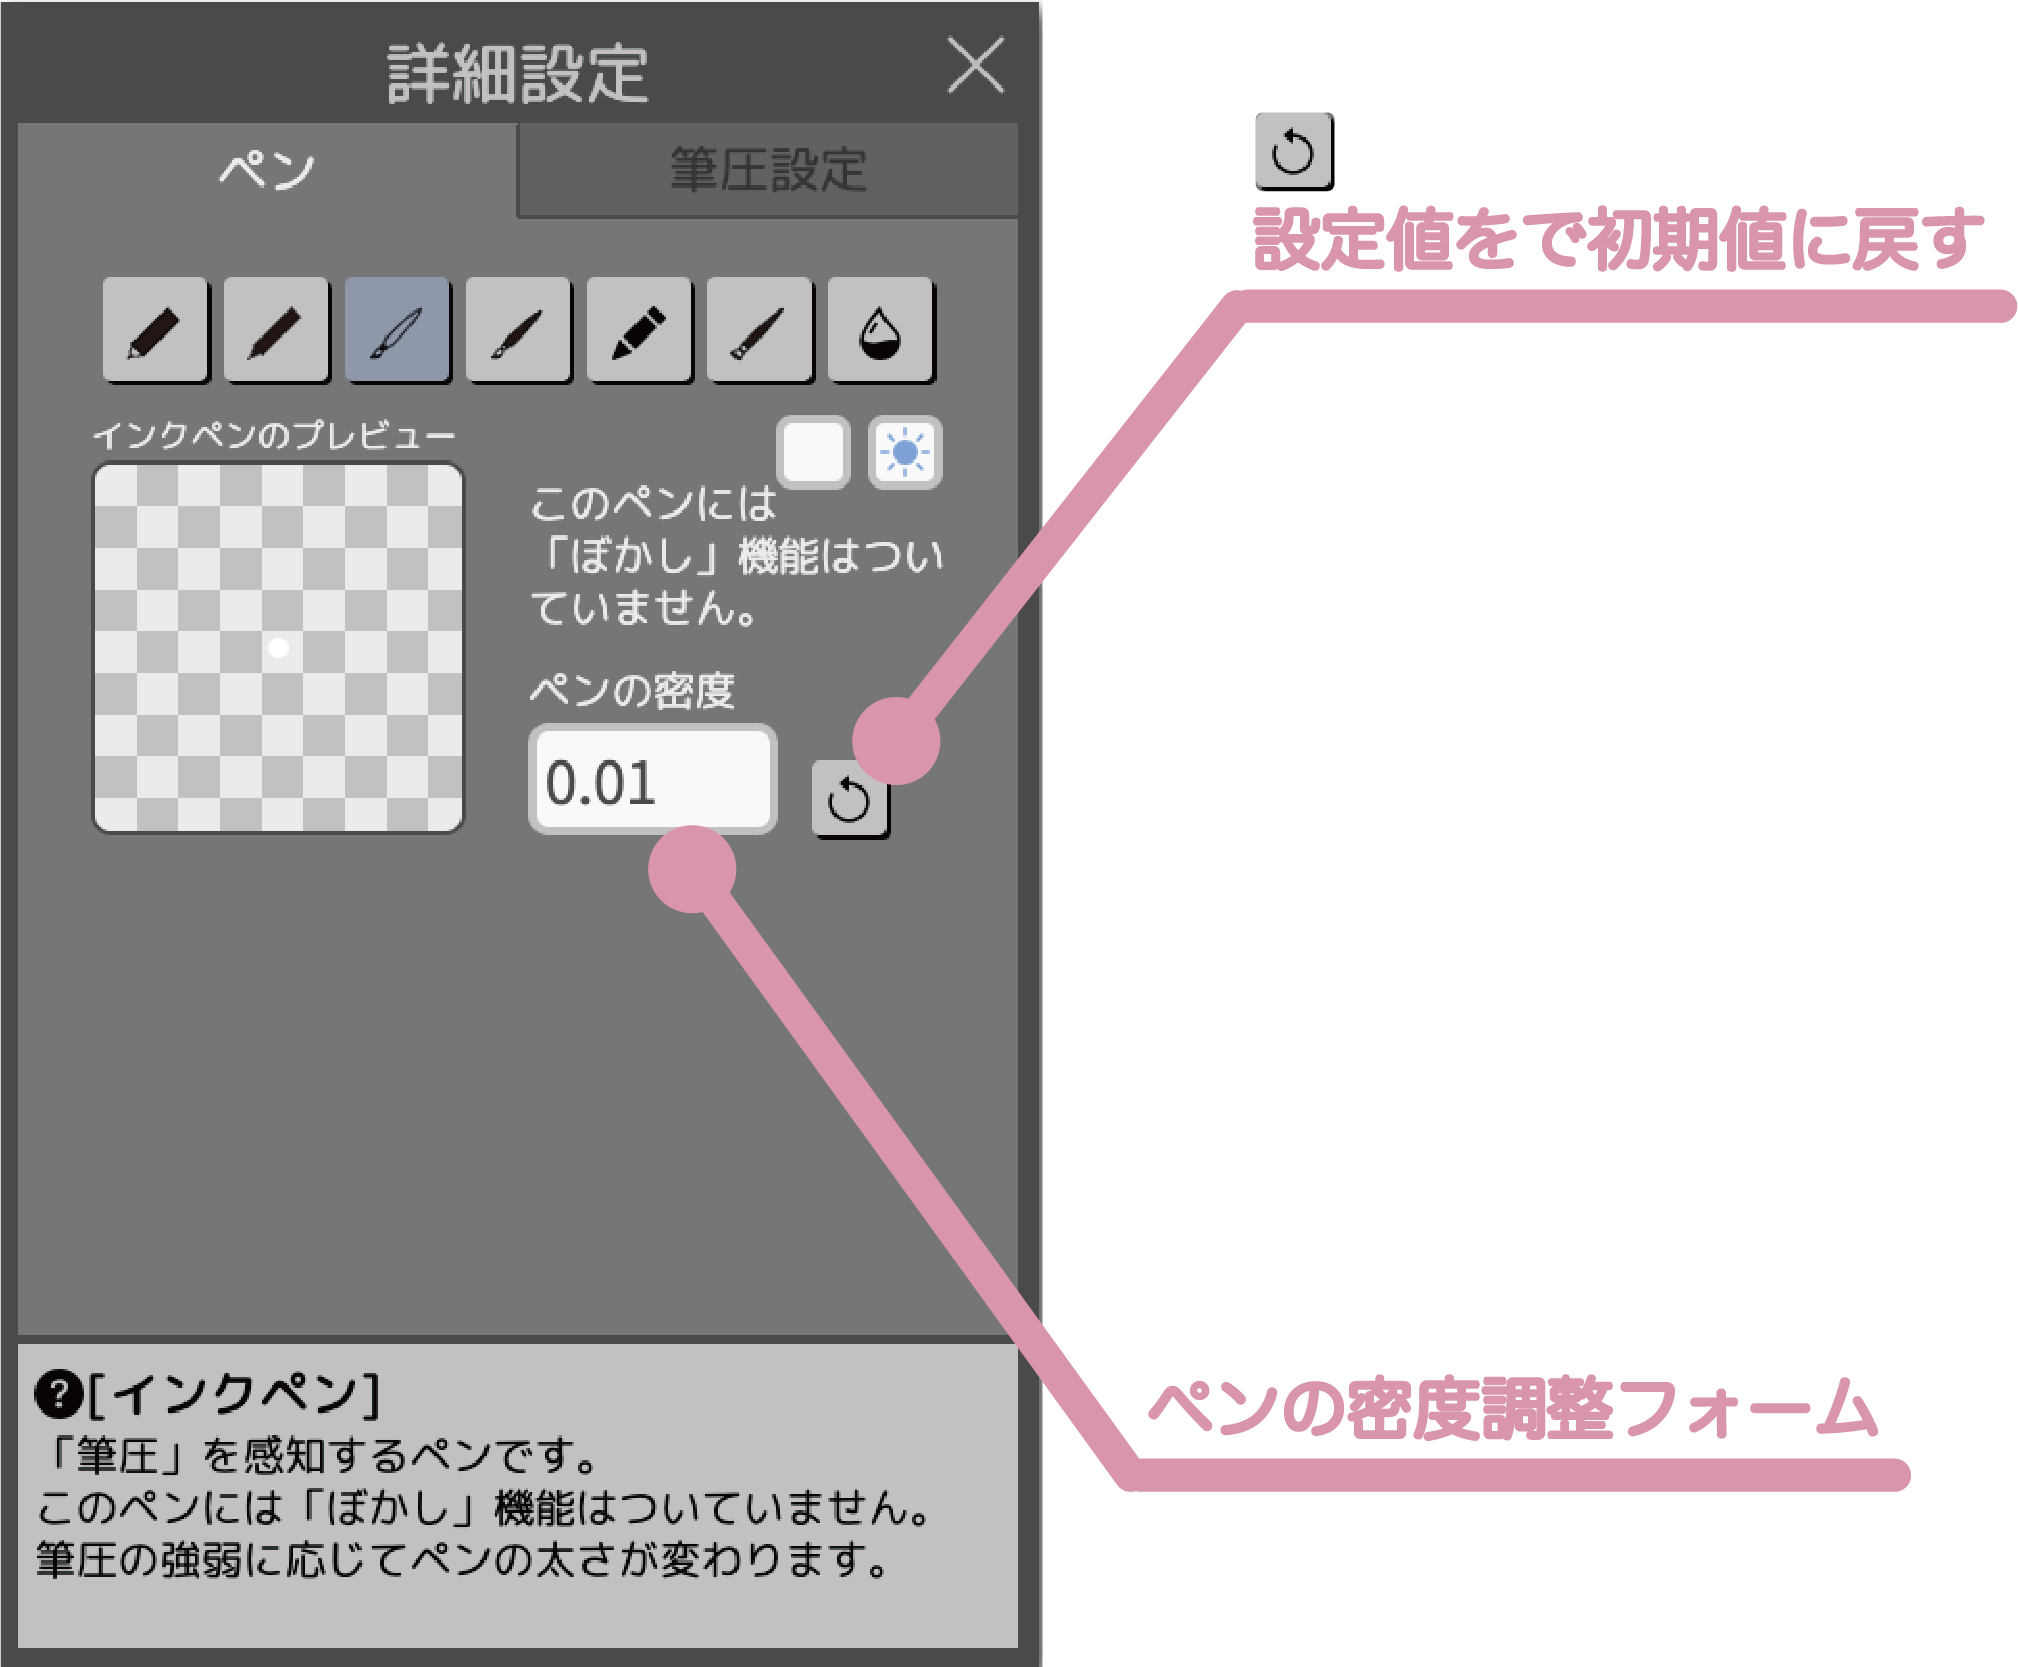 詳細設定
ペン
筆圧設定
設定値をで初期値に戻す
インクペンのプレビュー
このペンには
「ぼかし」機能はつい
ていません。
ペンの密度
0.01
ペンの密度調整フォーム
?[インクペン]
「筆圧」を感知するペンです。
このペンには「ぼかし」機能はついていません。
筆圧の強弱に応じてペンの太さが変わります。